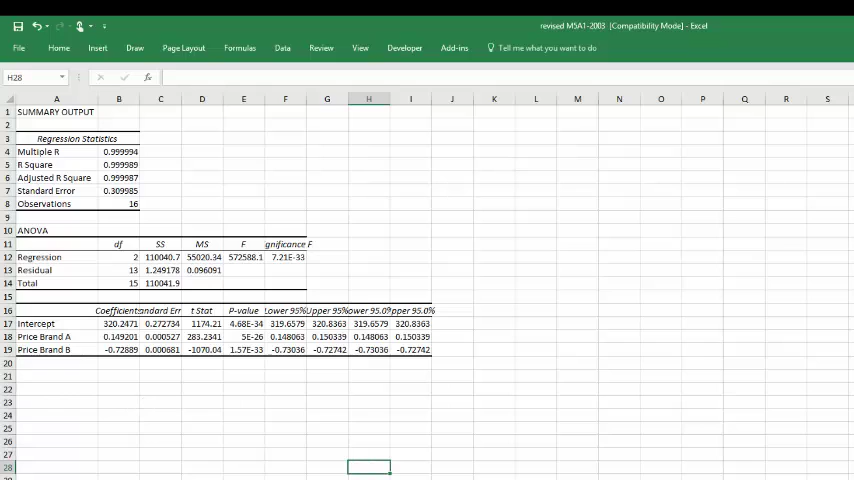 revised M5A1-2003 [Compatibility Mode] - Excel
File Home Insert Draw Page Layout Formulas Data Review View Developer Add-ins Tell me what you want to do
H28 fx
A B C D E F G H I J K L M N O P Q R S
1 SUMMARY OUTPUT
2
3 Regression Statistics
4 Multiple R 0.999994
5 R Square 0.999989
6 Adjusted R Square 0.999987
7 Standard Error 0.309985
8 Observations 16
9
10 ANOVA
11 df SS MS F gnificance F
12 Regression 2 110040.7 55020.34 572588.1 7.21E-33
13 Residual 13 1.249178 0.096091
14 Total 15 110041.9
15
16 Coefficients andard Err t Stat P-value Lower 95% Upper 95% ower 95.0% pper 95.0%
17 Intercept 320.2471 0.272734 1174.21 4.68E-34 319.6579 320.8363 319.6579 320.8363
18 Price Brand A 0.149201 0.000527 283.2341 5E-26 0.148063 0.150339 0.148063 0.150339
19 Price Brand B -0.72889 0.000681 -1070.04 1.57E-33 -0.73036 -0.72742 -0.73036 -0.72742
20
21
22
23
24
25
26
27
28